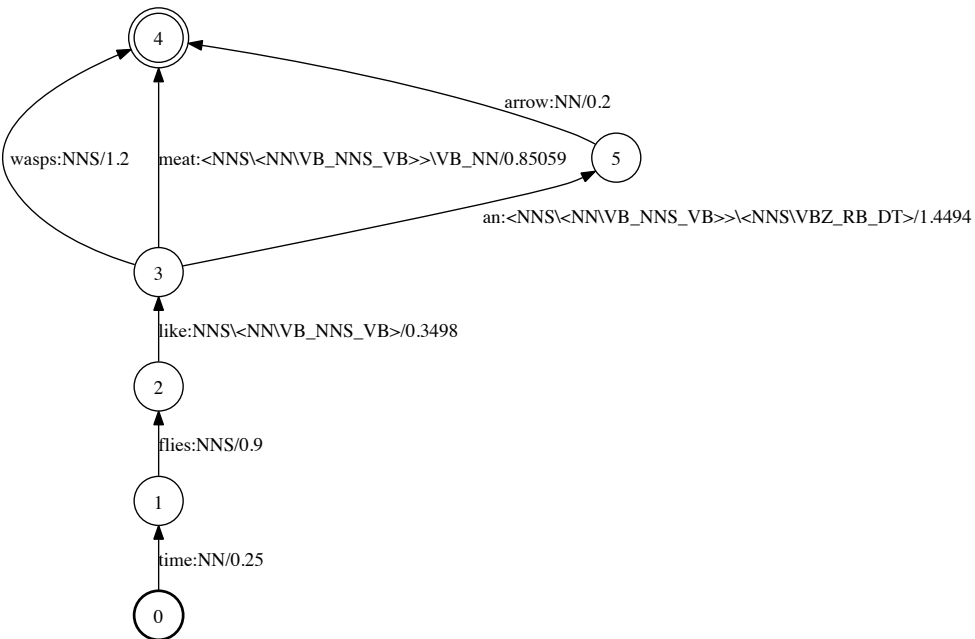 4
arrow:NN/0.2
wasps:NNS/1.2
meat:<NNS\<NN\VB_NNS_VB>>\VB_NN/0.85059
5
an:<NNS\<NN\VB_NNS_VB>>\<NNS\VBZ_RB_DT>/1.4494
3
like:NNS\<NN\VB_NNS_VB>/0.3498
2
flies:NNS/0.9
1
time:NN/0.25
0